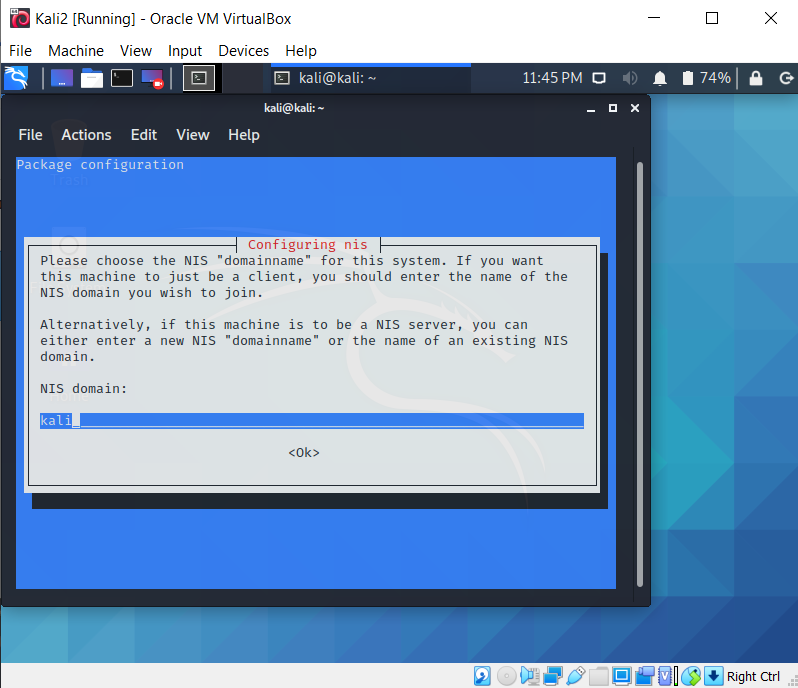 Kali2 [Running] - Oracle VM VirtualBox
File Machine View Input Devices Help
kali@kali: ~ 11:45 PM 74%
kali@kali: ~
File Actions Edit View Help
Package configuration
Configuring nis
Please choose the NIS "domainname" for this system. If you want
this machine to just be a client, you should enter the name of the
NIS domain you wish to join.
Alternatively, if this machine is to be a NIS server, you can
either enter a new NIS "domainname" or the name of an existing NIS
domain.
NIS domain:
kali
<Ok>
Right Ctrl